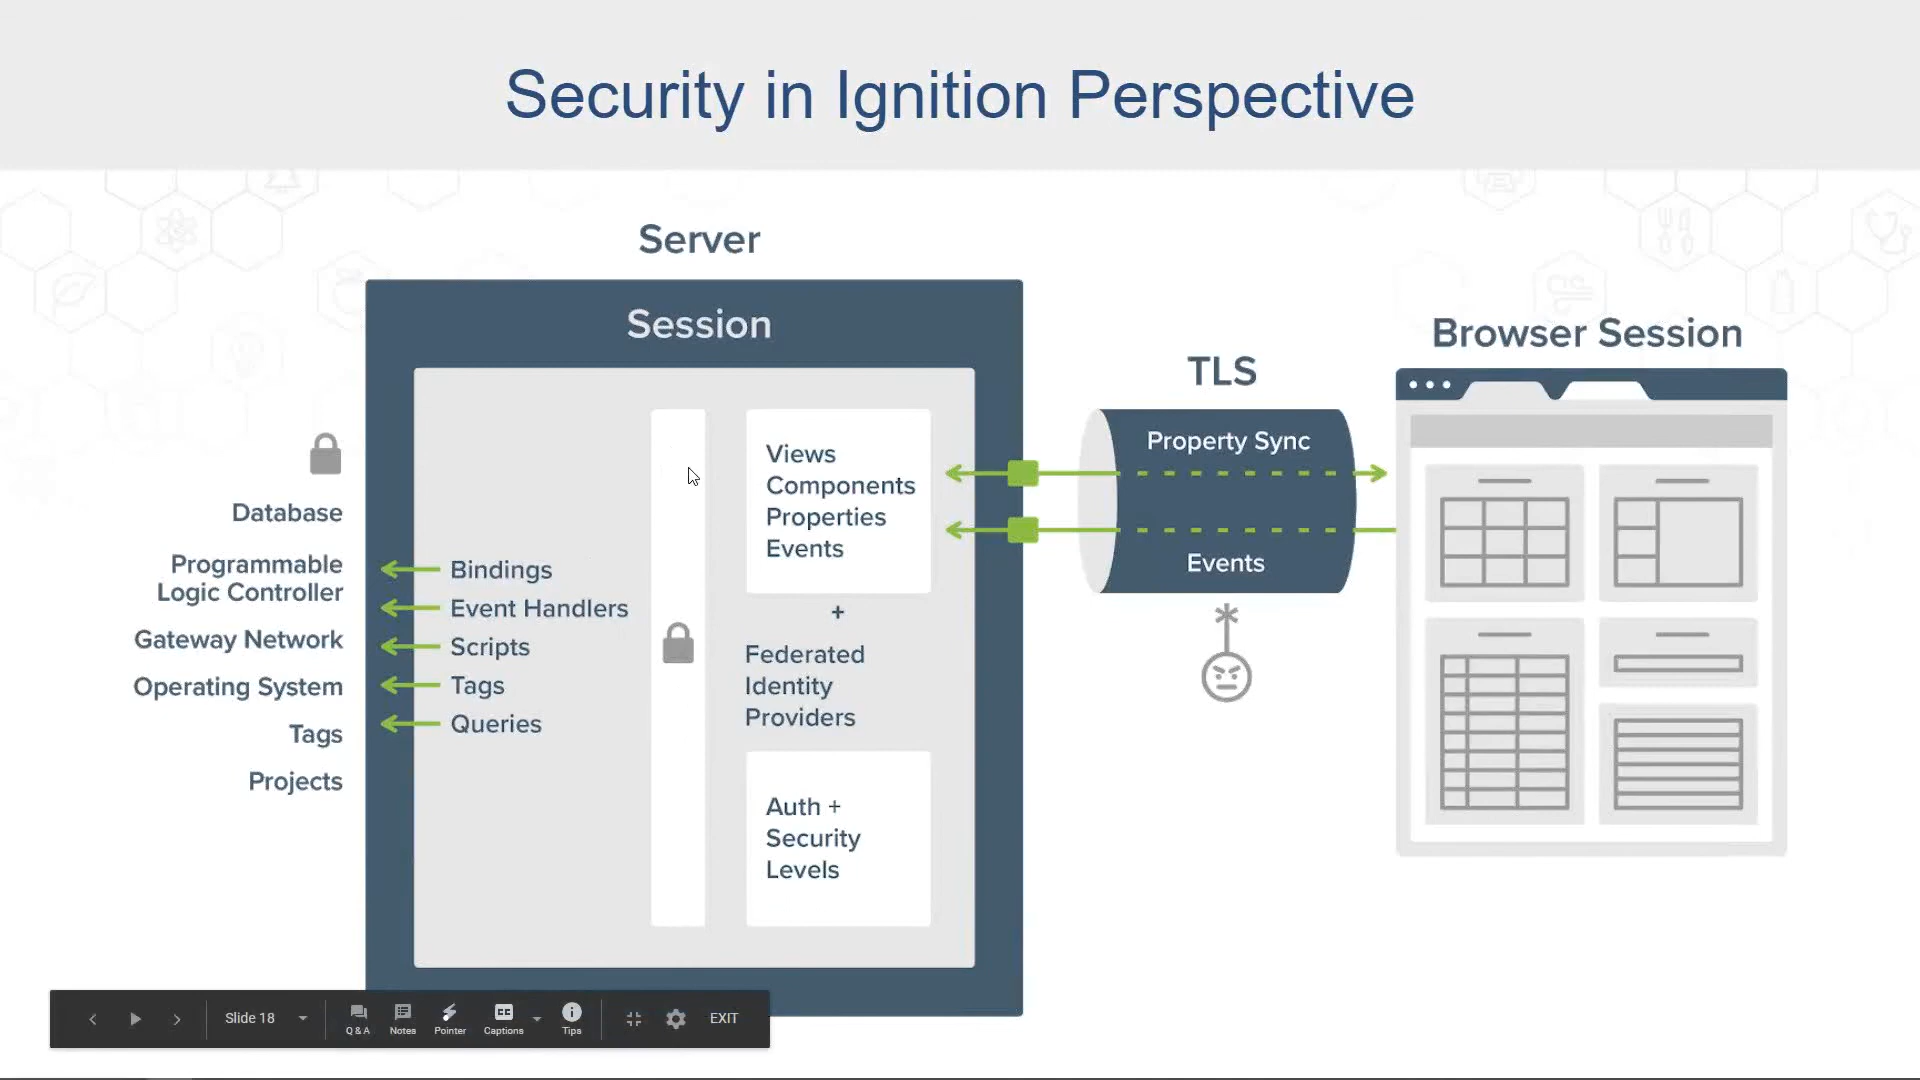 Security in Ignition Perspective
Server
Session
Database
Programmable
Logic Controller
Gateway Network
Operating System
Tags
Projects
Bindings
Event Handlers
Scripts
Tags
Queries
Views
Components
Properties
Events
+
Federated
Identity
Providers
Auth +
Security
Levels
TLS
Property Sync
Events
Browser Session
Slide 18
Q & A
Notes
Pointer
CC
Captions
Tips
EXIT